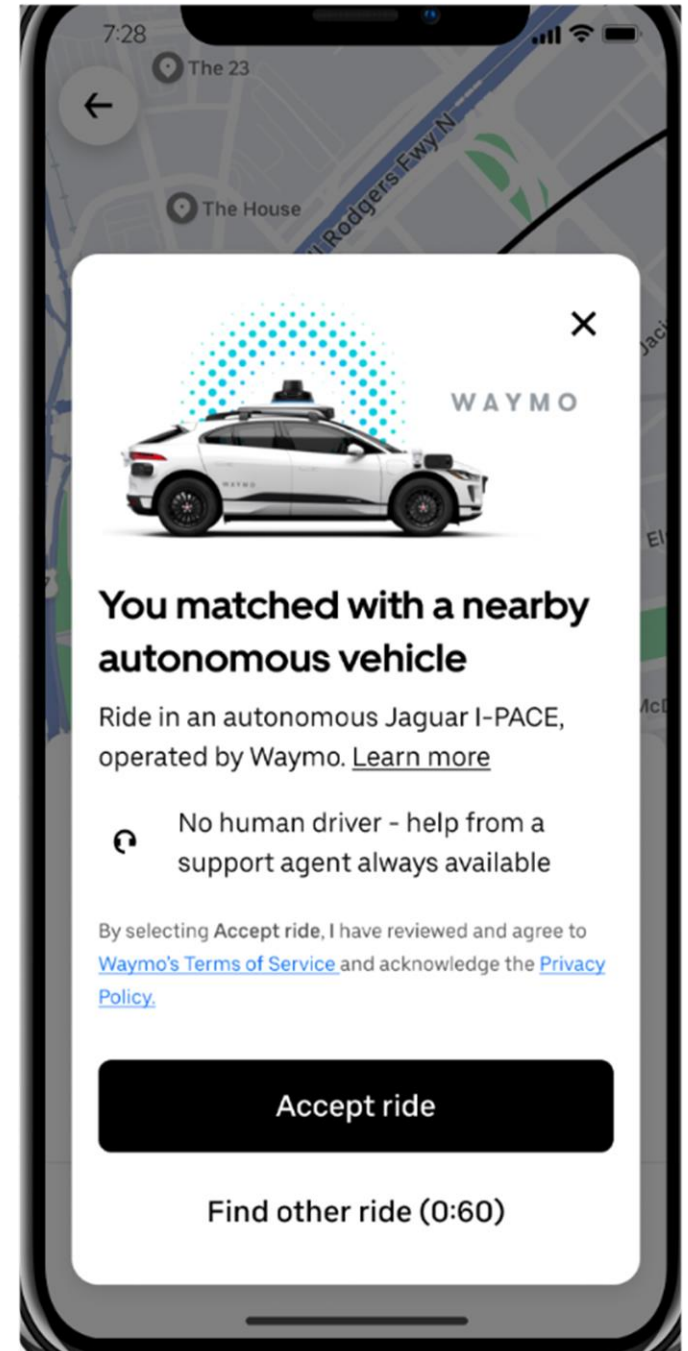 7:28
The 23
The House
Rodgers Fwy N
WAYMO
WAYMO
You matched with a nearby
autonomous vehicle
Ride in an autonomous Jaguar I-PACE,
operated by Waymo. Learn more
No human driver - help from a
support agent always available
By selecting Accept ride, I have reviewed and agree to
Waymo's Terms of Service and acknowledge the Privacy
Policy.
Accept ride
Find other ride (0:60)